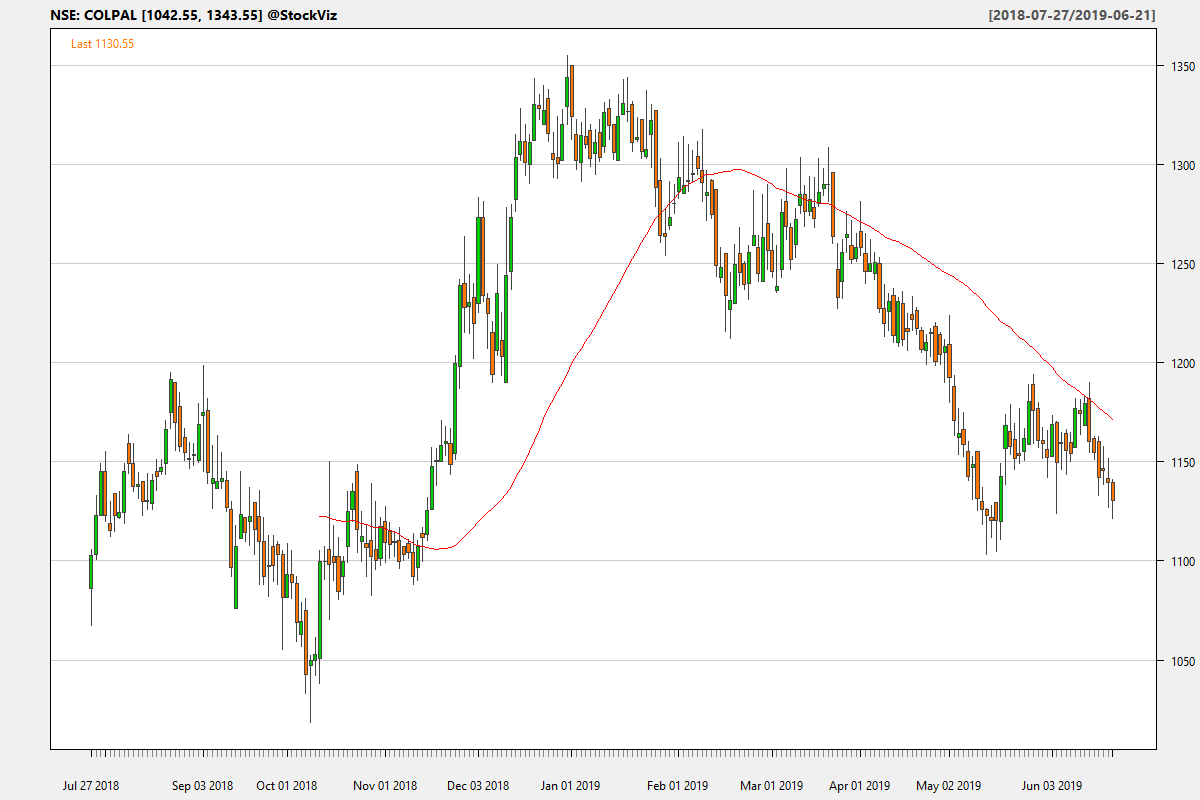 NSE: COLPAL [1042.55, 1343.55] @StockViz
[2018-07-27/2019-06-21]
Last 1130.55
1350
1300
1250
1200
1150
1100
1050
Jul 27 2018 Sep 03 2018 Oct 01 2018 Nov 01 2018 Dec 03 2018 Jan 01 2019 Feb 01 2019 Mar 01 2019 Apr 01 2019 May 02 2019 Jun 03 2019